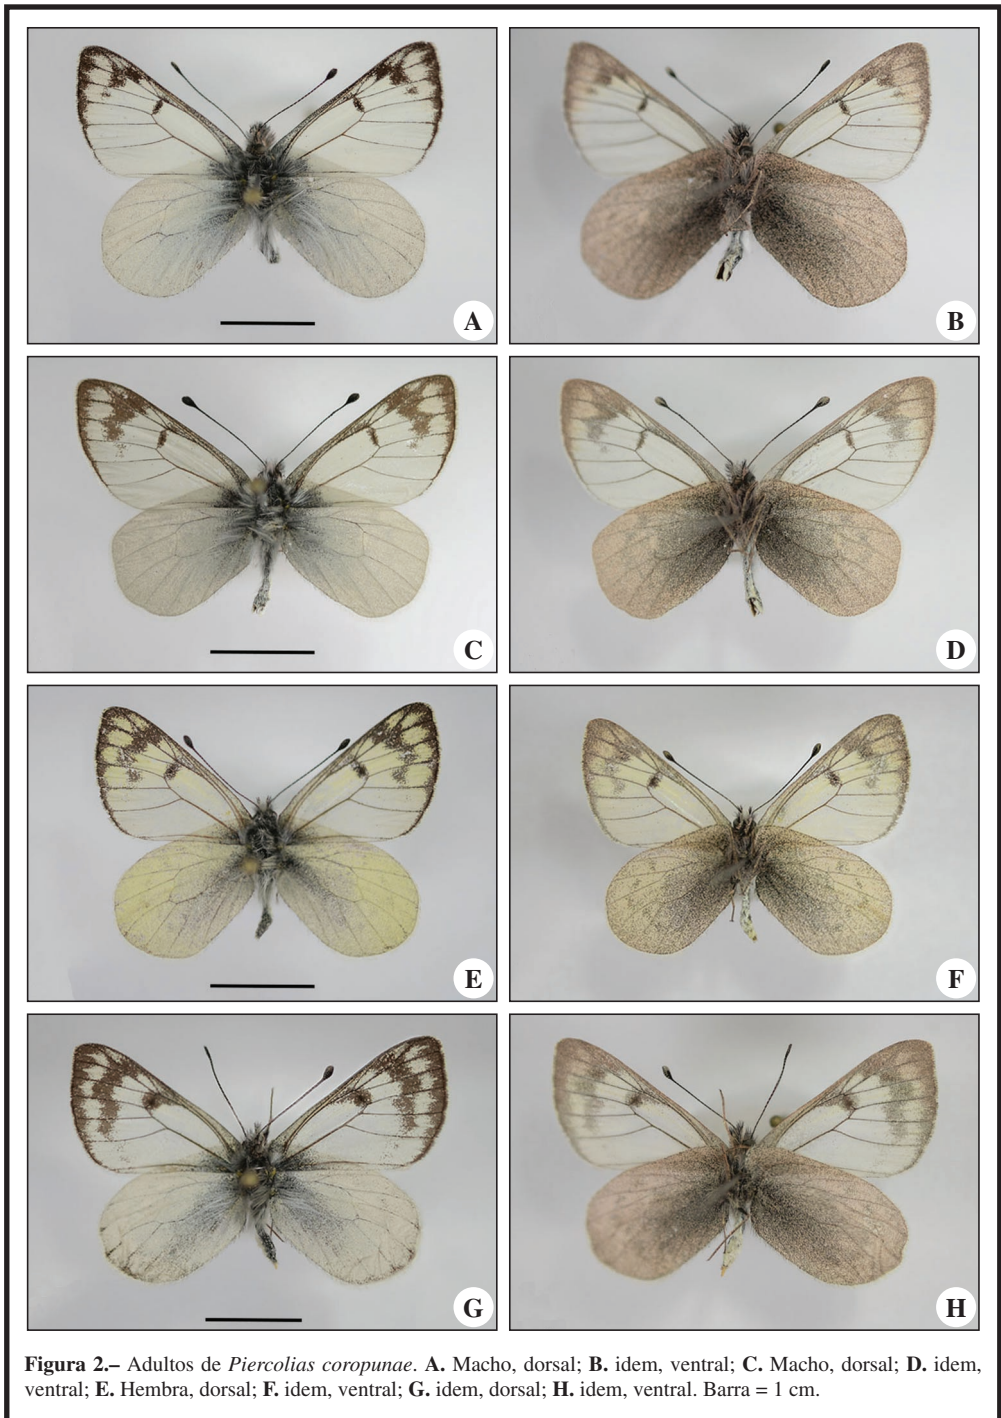 A
B
C
D
E
F
G
H
Figura 2.– Adultos de Piercolias coropunae. A. Macho, dorsal; B. idem, ventral; C. Macho, dorsal; D. idem,
ventral; E. Hembra, dorsal; F. idem, ventral; G. idem, dorsal; H. idem, ventral. Barra = 1 cm.